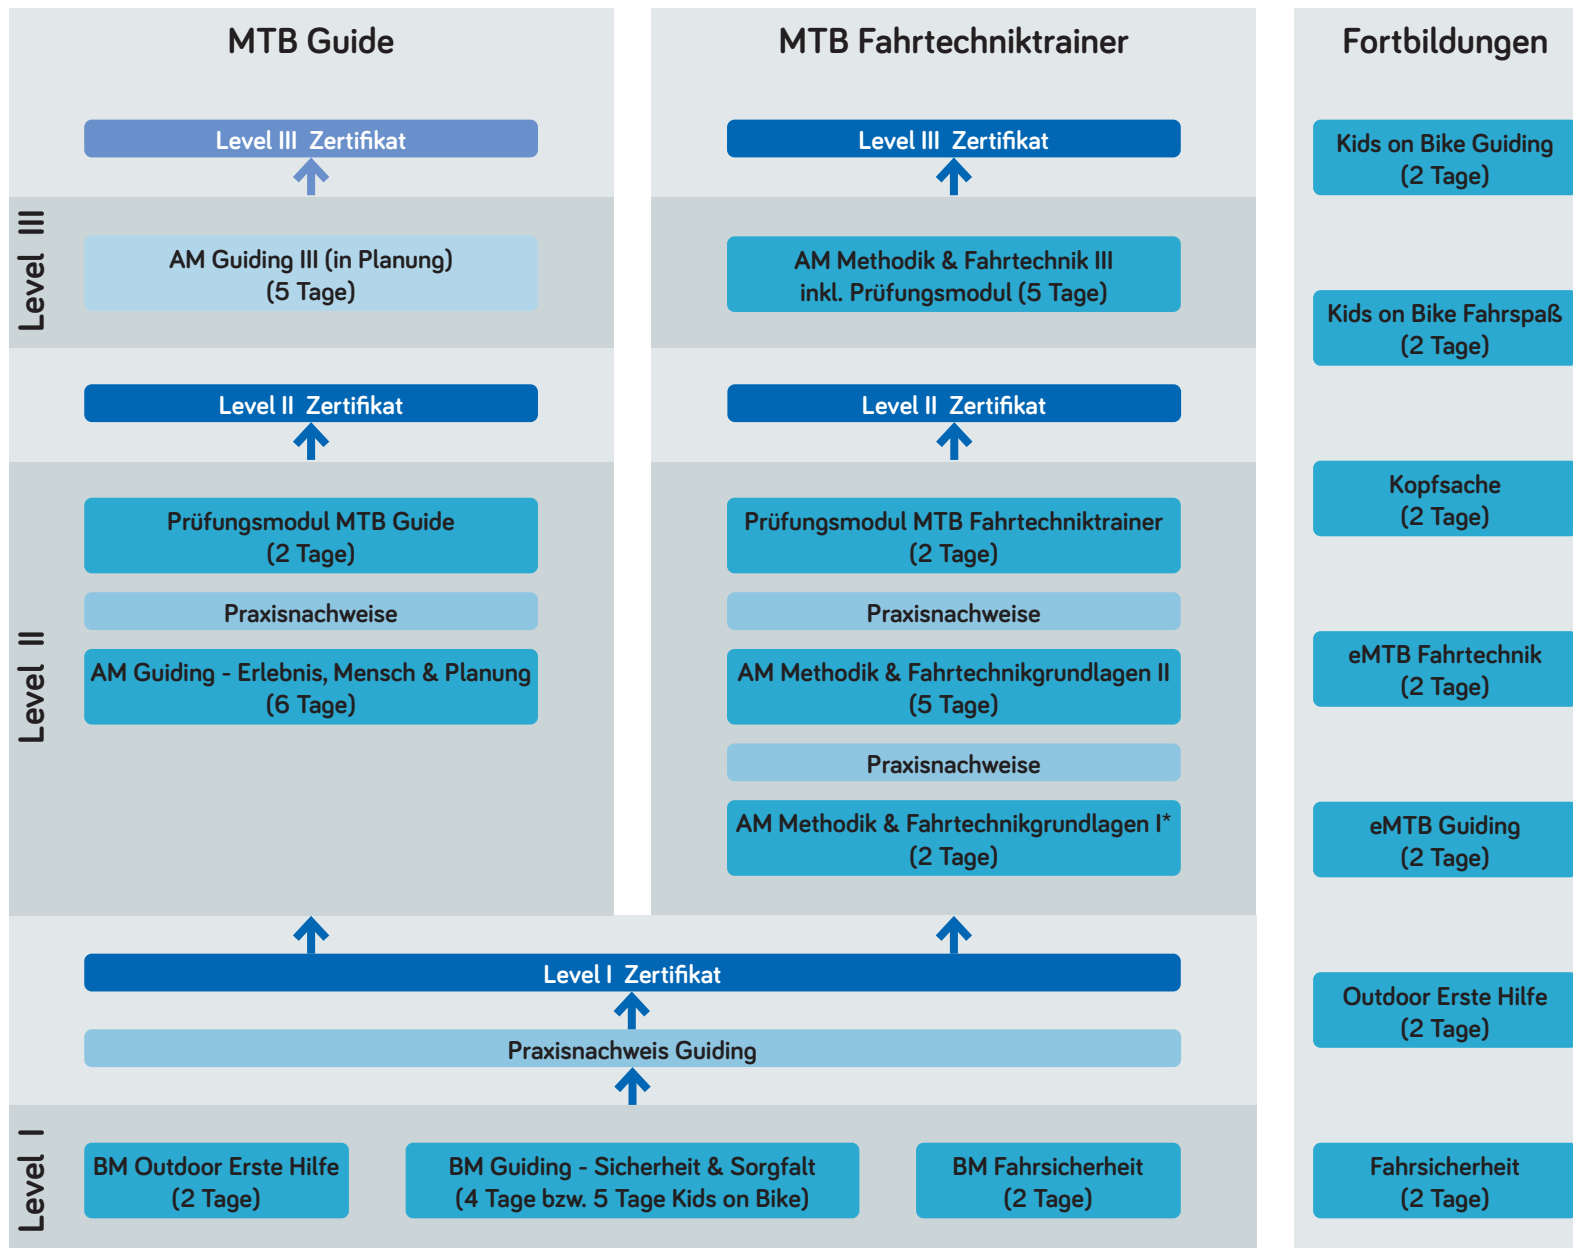 MTB Guide
Level III Zertifikat
Level III
AM Guiding III (in Planung)
(5 Tage)
Level II Zertifikat
Level II
Prüfungsmodul MTB Guide
(2 Tage)
Praxisnachweise
AM Guiding - Erlebnis, Mensch & Planung
(6 Tage)
MTB Fahrtechniktrainer
Level III Zertifikat
AM Methodik & Fahrtechnik III
inkl. Prüfungsmodul (5 Tage)
Level II Zertifikat
Prüfungsmodul MTB Fahrtechniktrainer
(2 Tage)
Praxisnachweise
AM Methodik & Fahrtechnikgrundlagen II
(5 Tage)
Praxisnachweise
AM Methodik & Fahrtechnikgrundlagen I*
(2 Tage)
Level I Zertifikat
Praxisnachweis Guiding
Level I
BM Outdoor Erste Hilfe
(2 Tage)
BM Guiding - Sicherheit & Sorgfalt
(4 Tage bzw. 5 Tage Kids on Bike)
BM Fahrsicherheit
(2 Tage)
Fortbildungen
Kids on Bike Guiding
(2 Tage)
Kids on Bike Fahrspaß
(2 Tage)
Kopfsache
(2 Tage)
eMTB Fahrtechnik
(2 Tage)
eMTB Guiding
(2 Tage)
Outdoor Erste Hilfe
(2 Tage)
Fahrsicherheit
(2 Tage)